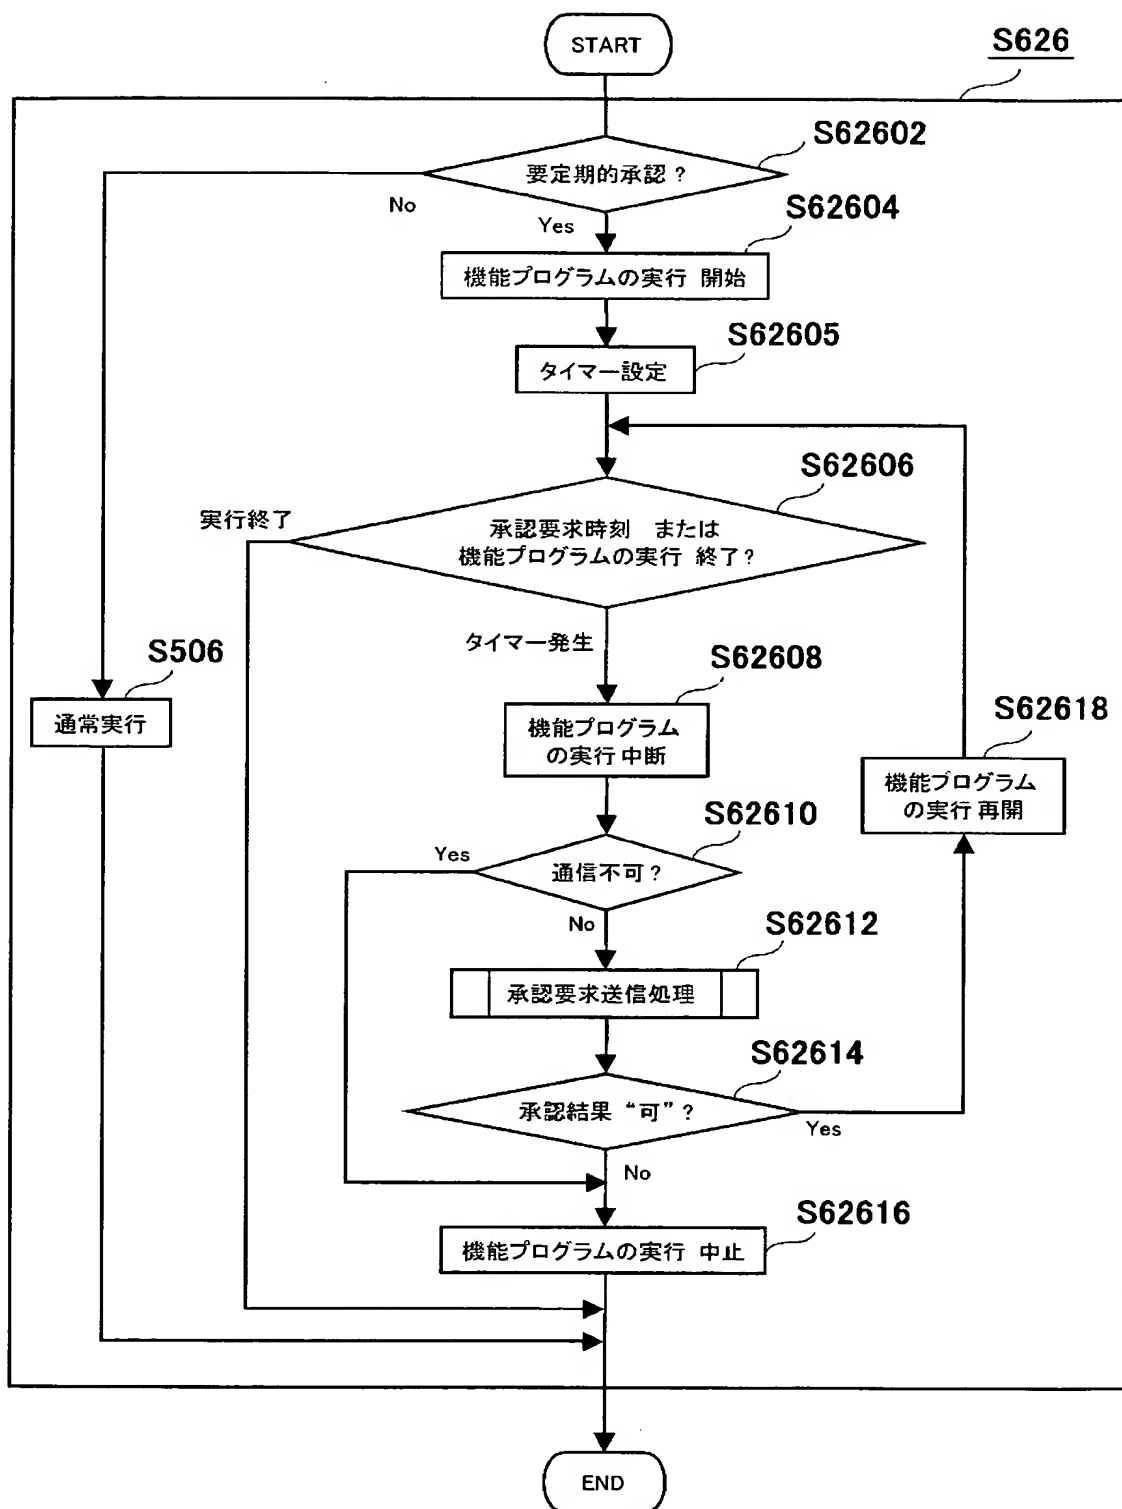 START
S626
S62602
要定期的承認？
No
Yes
S62604
機能プログラムの実行 開始
S62605
タイマー設定
S62606
実行終了
承認要求時刻　または
機能プログラムの実行 終了？
タイマー発生
S62608
S506
通常実行
機能プログラム
の実行 中断
S62618
機能プログラム
の実行 再開
S62610
Yes
通信不可？
No
S62612
承認要求送信処理
S62614
承認結果 “可”？
Yes
No
S62616
機能プログラムの実行 中止
END